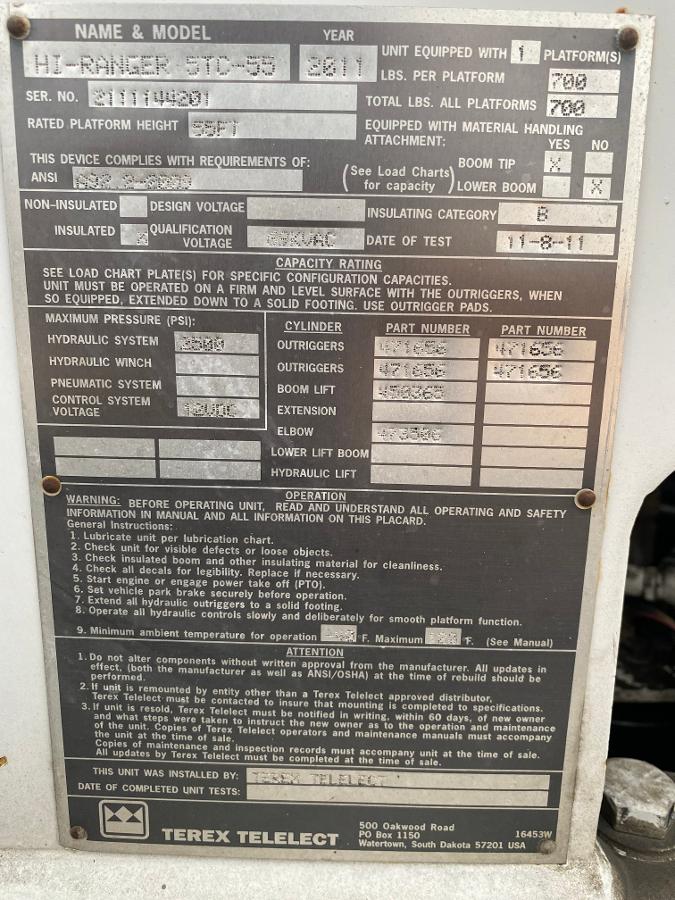 NAME & MODEL YEAR
HI-RANGER 5TC-55 2011
UNIT EQUIPPED WITH 1 PLATFORM(S)
LBS. PER PLATFORM 700
SER. NO. 2111144201
TOTAL LBS. ALL PLATFORMS 700
RATED PLATFORM HEIGHT 55FT
EQUIPPED WITH MATERIAL HANDLING
ATTACHMENT: YES NO
THIS DEVICE COMPLIES WITH REQUIREMENTS OF:
ANSI
(See Load Charts for capacity)
BOOM TIP X
LOWER BOOM X
NON-INSULATED DESIGN VOLTAGE
INSULATING CATEGORY B
INSULATED X QUALIFICATION VOLTAGE
DATE OF TEST 11-8-11
CAPACITY RATING
SEE LOAD CHART PLATE(S) FOR SPECIFIC CONFIGURATION CAPACITIES.
UNIT MUST BE OPERATED ON A FIRM AND LEVEL SURFACE WITH THE OUTRIGGERS, WHEN
SO EQUIPPED, EXTENDED DOWN TO A SOLID FOOTING. USE OUTRIGGER PADS.
MAXIMUM PRESSURE (PSI):
HYDRAULIC SYSTEM
HYDRAULIC WINCH
PNEUMATIC SYSTEM
CONTROL SYSTEM
VOLTAGE 12VDC
CYLINDER PART NUMBER PART NUMBER
OUTRIGGERS 471656 471656
OUTRIGGERS 471656 471656
BOOM LIFT 450365
EXTENSION
ELBOW 473506
LOWER LIFT BOOM
HYDRAULIC LIFT
OPERATION
WARNING: BEFORE OPERATING UNIT, READ AND UNDERSTAND ALL OPERATING AND SAFETY
INFORMATION IN MANUAL AND ALL INFORMATION ON THIS PLACARD.
General Instructions:
1. Lubricate unit per lubrication chart.
2. Check unit for visible defects or loose objects.
3. Check insulated boom and other insulating material for cleanliness.
4. Check all decals for legibility. Replace if necessary.
5. Start engine or engage power take off (PTO).
6. Set vehicle park brake securely before operation.
7. Extend all hydraulic outriggers to a solid footing.
8. Operate all hydraulic controls slowly and deliberately for smooth platform function.
9. Minimum ambient temperature for operation °F. Maximum °F. (See Manual)
ATTENTION
1. Do not alter components without written approval from the manufacturer. All updates in
effect, (both the manufacturer as well as ANSI/OSHA) at the time of rebuild should be
performed.
2. If unit is remounted by entity other than a Terex Telelect approved distributor,
Terex Telelect must be contacted to insure that mounting is completed to specifications.
3. If unit is resold, Terex Telelect must be notified in writing, within 60 days, of new owner
and what steps were taken to instruct the new owner as to the operation and maintenance
of the unit. Copies of Terex Telelect operators and maintenance manuals must accompany
the unit at the time of sale.
Copies of maintenance and inspection records must accompany unit at the time of sale.
All updates by Terex Telelect must be completed at the time of sale.
THIS UNIT WAS INSTALLED BY: TEREX TELELECT
DATE OF COMPLETED UNIT TESTS:
TEREX TELELECT
500 Oakwood Road
PO Box 1150
Watertown, South Dakota 57201 USA
16453W